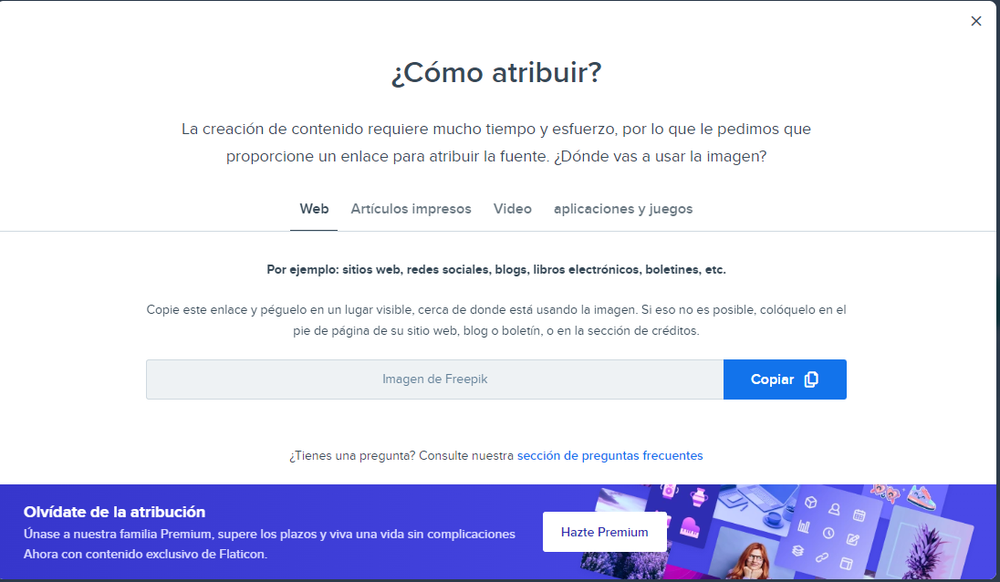 ¿Cómo atribuir?
La creación de contenido requiere mucho tiempo y esfuerzo, por lo que le pedimos que
proporcione un enlace para atribuir la fuente. ¿Dónde vas a usar la imagen?
Web Artículos impresos Video aplicaciones y juegos
Por ejemplo: sitios web, redes sociales, blogs, libros electrónicos, boletines, etc.
Copie este enlace y péguelo en un lugar visible, cerca de donde está usando la imagen. Si eso no es posible, colóquelo en el
pie de página de su sitio web, blog o boletín, o en la sección de créditos.
Imagen de Freepik Copiar
¿Tienes una pregunta? Consulte nuestra sección de preguntas frecuentes
Olvídate de la atribución
Únase a nuestra familia Premium, supere los plazos y viva una vida sin complicaciones
Ahora con contenido exclusivo de Flaticon.
Hazte Premium